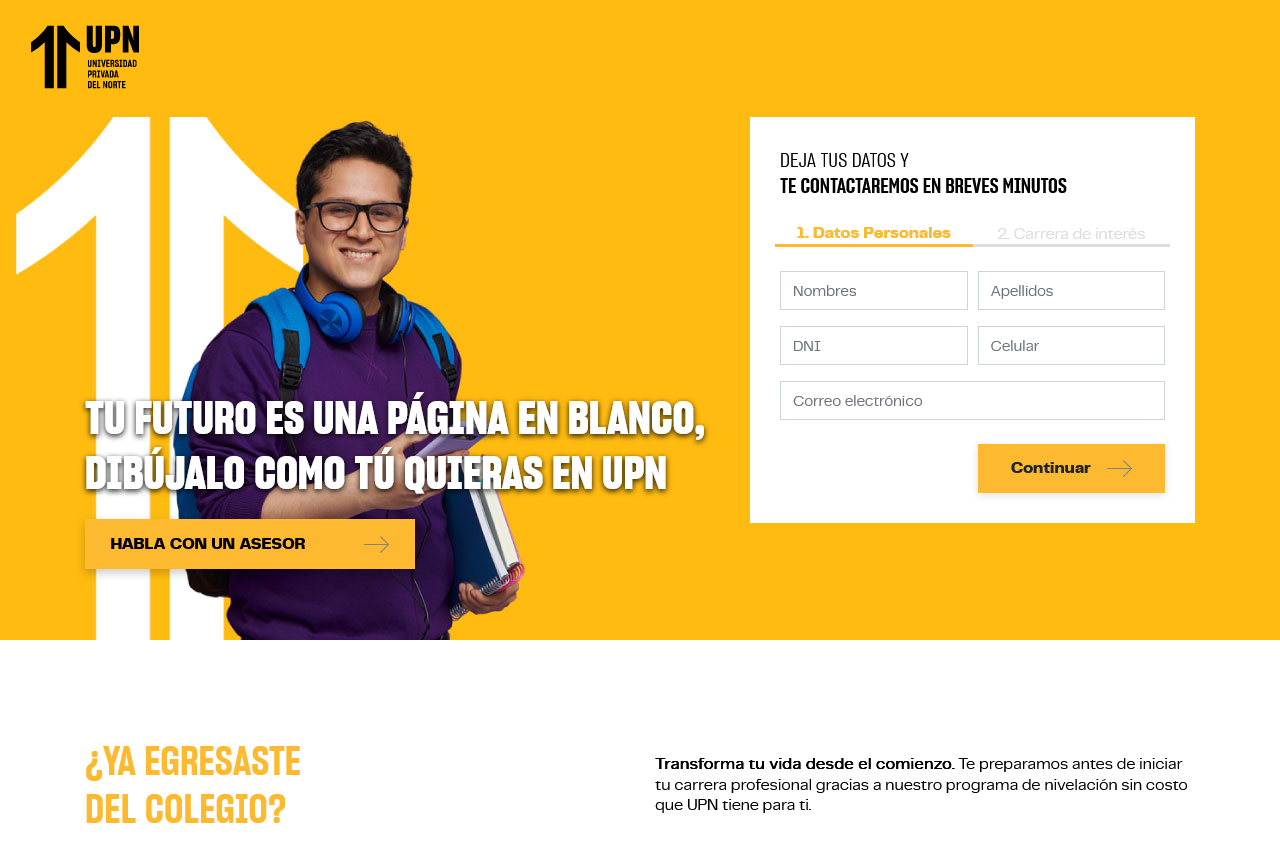 UPN
UNIVERSIDAD
PRIVADA
DEL NORTE
DEJA TUS DATOS Y
TE CONTACTAREMOS EN BREVES MINUTOS
1. Datos Personales
2. Carrera de interés
Nombres
Apellidos
DNI
Celular
Correo electrónico
Continuar
TU FUTURO ES UNA PÁGINA EN BLANCO,
DIBÚJALO COMO TÚ QUIERAS EN UPN
HABLA CON UN ASESOR
¿YA EGRESASTE
DEL COLEGIO?
Transforma tu vida desde el comienzo. Te preparamos antes de iniciar
tu carrera profesional gracias a nuestro programa de nivelación sin costo
que UPN tiene para ti.